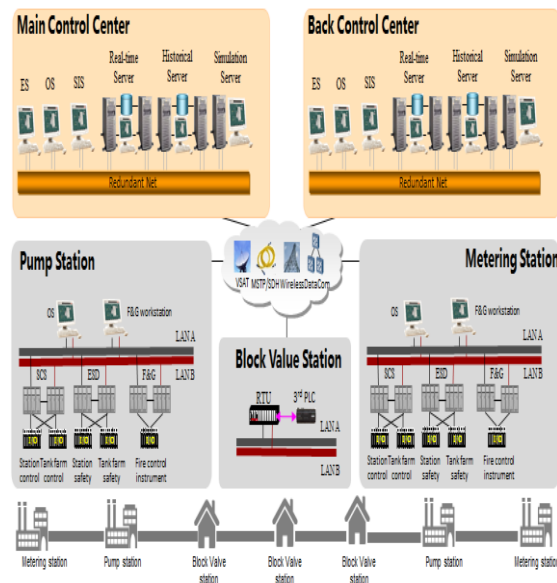 Main Control Center
Real-time
Server
Historical
Server
Simulation
Server
ES
OS
SIS
Redundant Net
Back Control Center
Real-time
Server
Historical
Server
Simulation
Server
ES
OS
SIS
Redundant Net
VSAT
MSTP/SDH
Wireless
DataCom
Pump Station
OS
F&G workstation
LAN A
LAN B
SCS
ESD
F&G
Station
control
Tank farm
control
Station
safety
Tank farm
safety
Fire control
instrument
Block Value Station
RTU
3rd PLC
LAN A
LAN B
Metering Station
OS
F&G workstation
LAN A
LAN B
SCS
ESD
F&G
Station
control
Tank farm
control
Station
safety
Tank farm
safety
Fire control
instrument
Metering station
Pump station
Block Valve
station
Block Valve
station
Block Valve
station
Pump station
Metering station